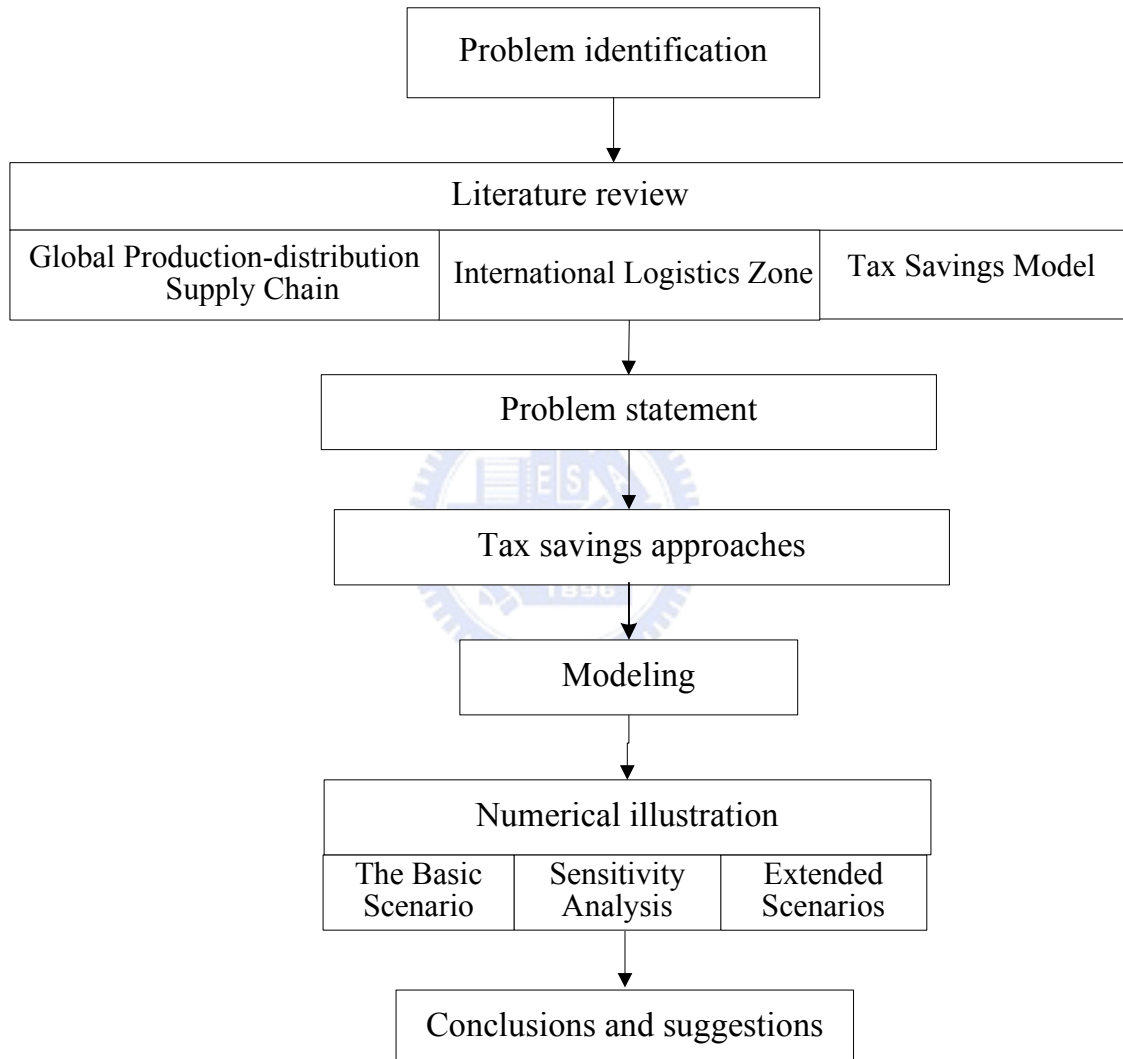 Problem identification
Literature review
Global Production-distribution
Supply Chain
International Logistics Zone
Tax Savings Model
Problem statement
E S A
Tax savings approaches
1896
Modeling
Numerical illustration
The Basic
Scenario
Sensitivity
Analysis
Extended
Scenarios
Conclusions and suggestions